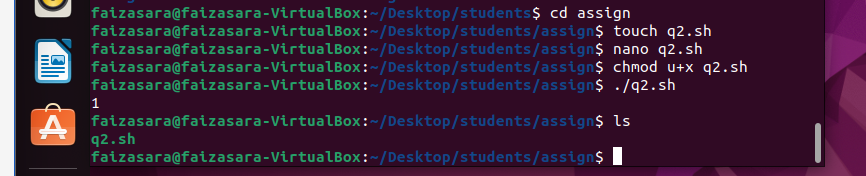 faizasara@faizasara-VirtualBox:~/Desktop/students$ cd assign
faizasara@faizasara-VirtualBox:~/Desktop/students/assign$ touch q2.sh
faizasara@faizasara-VirtualBox:~/Desktop/students/assign$ nano q2.sh
faizasara@faizasara-VirtualBox:~/Desktop/students/assign$ chmod u+x q2.sh
faizasara@faizasara-VirtualBox:~/Desktop/students/assign$ ./q2.sh
1
faizasara@faizasara-VirtualBox:~/Desktop/students/assign$ ls
q2.sh
faizasara@faizasara-VirtualBox:~/Desktop/students/assign$